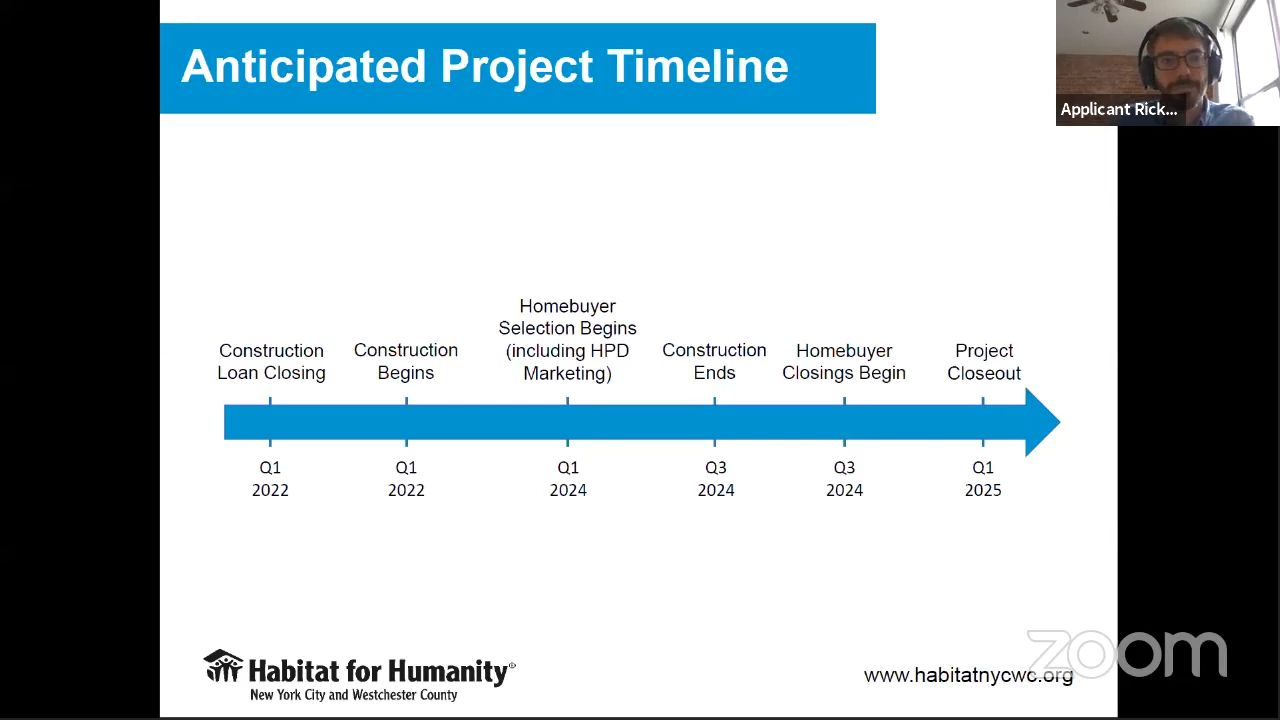 Anticipated Project Timeline
Applicant Rick...
Construction
Loan Closing
Construction
Begins
Homebuyer
Selection Begins
(including HPD
Marketing)
Construction
Ends
Homebuyer
Closings Begin
Project
Closeout
Q1
2022
Q1
2022
Q1
2024
Q3
2024
Q3
2024
Q1
2025
Habitat for Humanity®
New York City and Westchester County
www.habitatnycwc.org
zoom